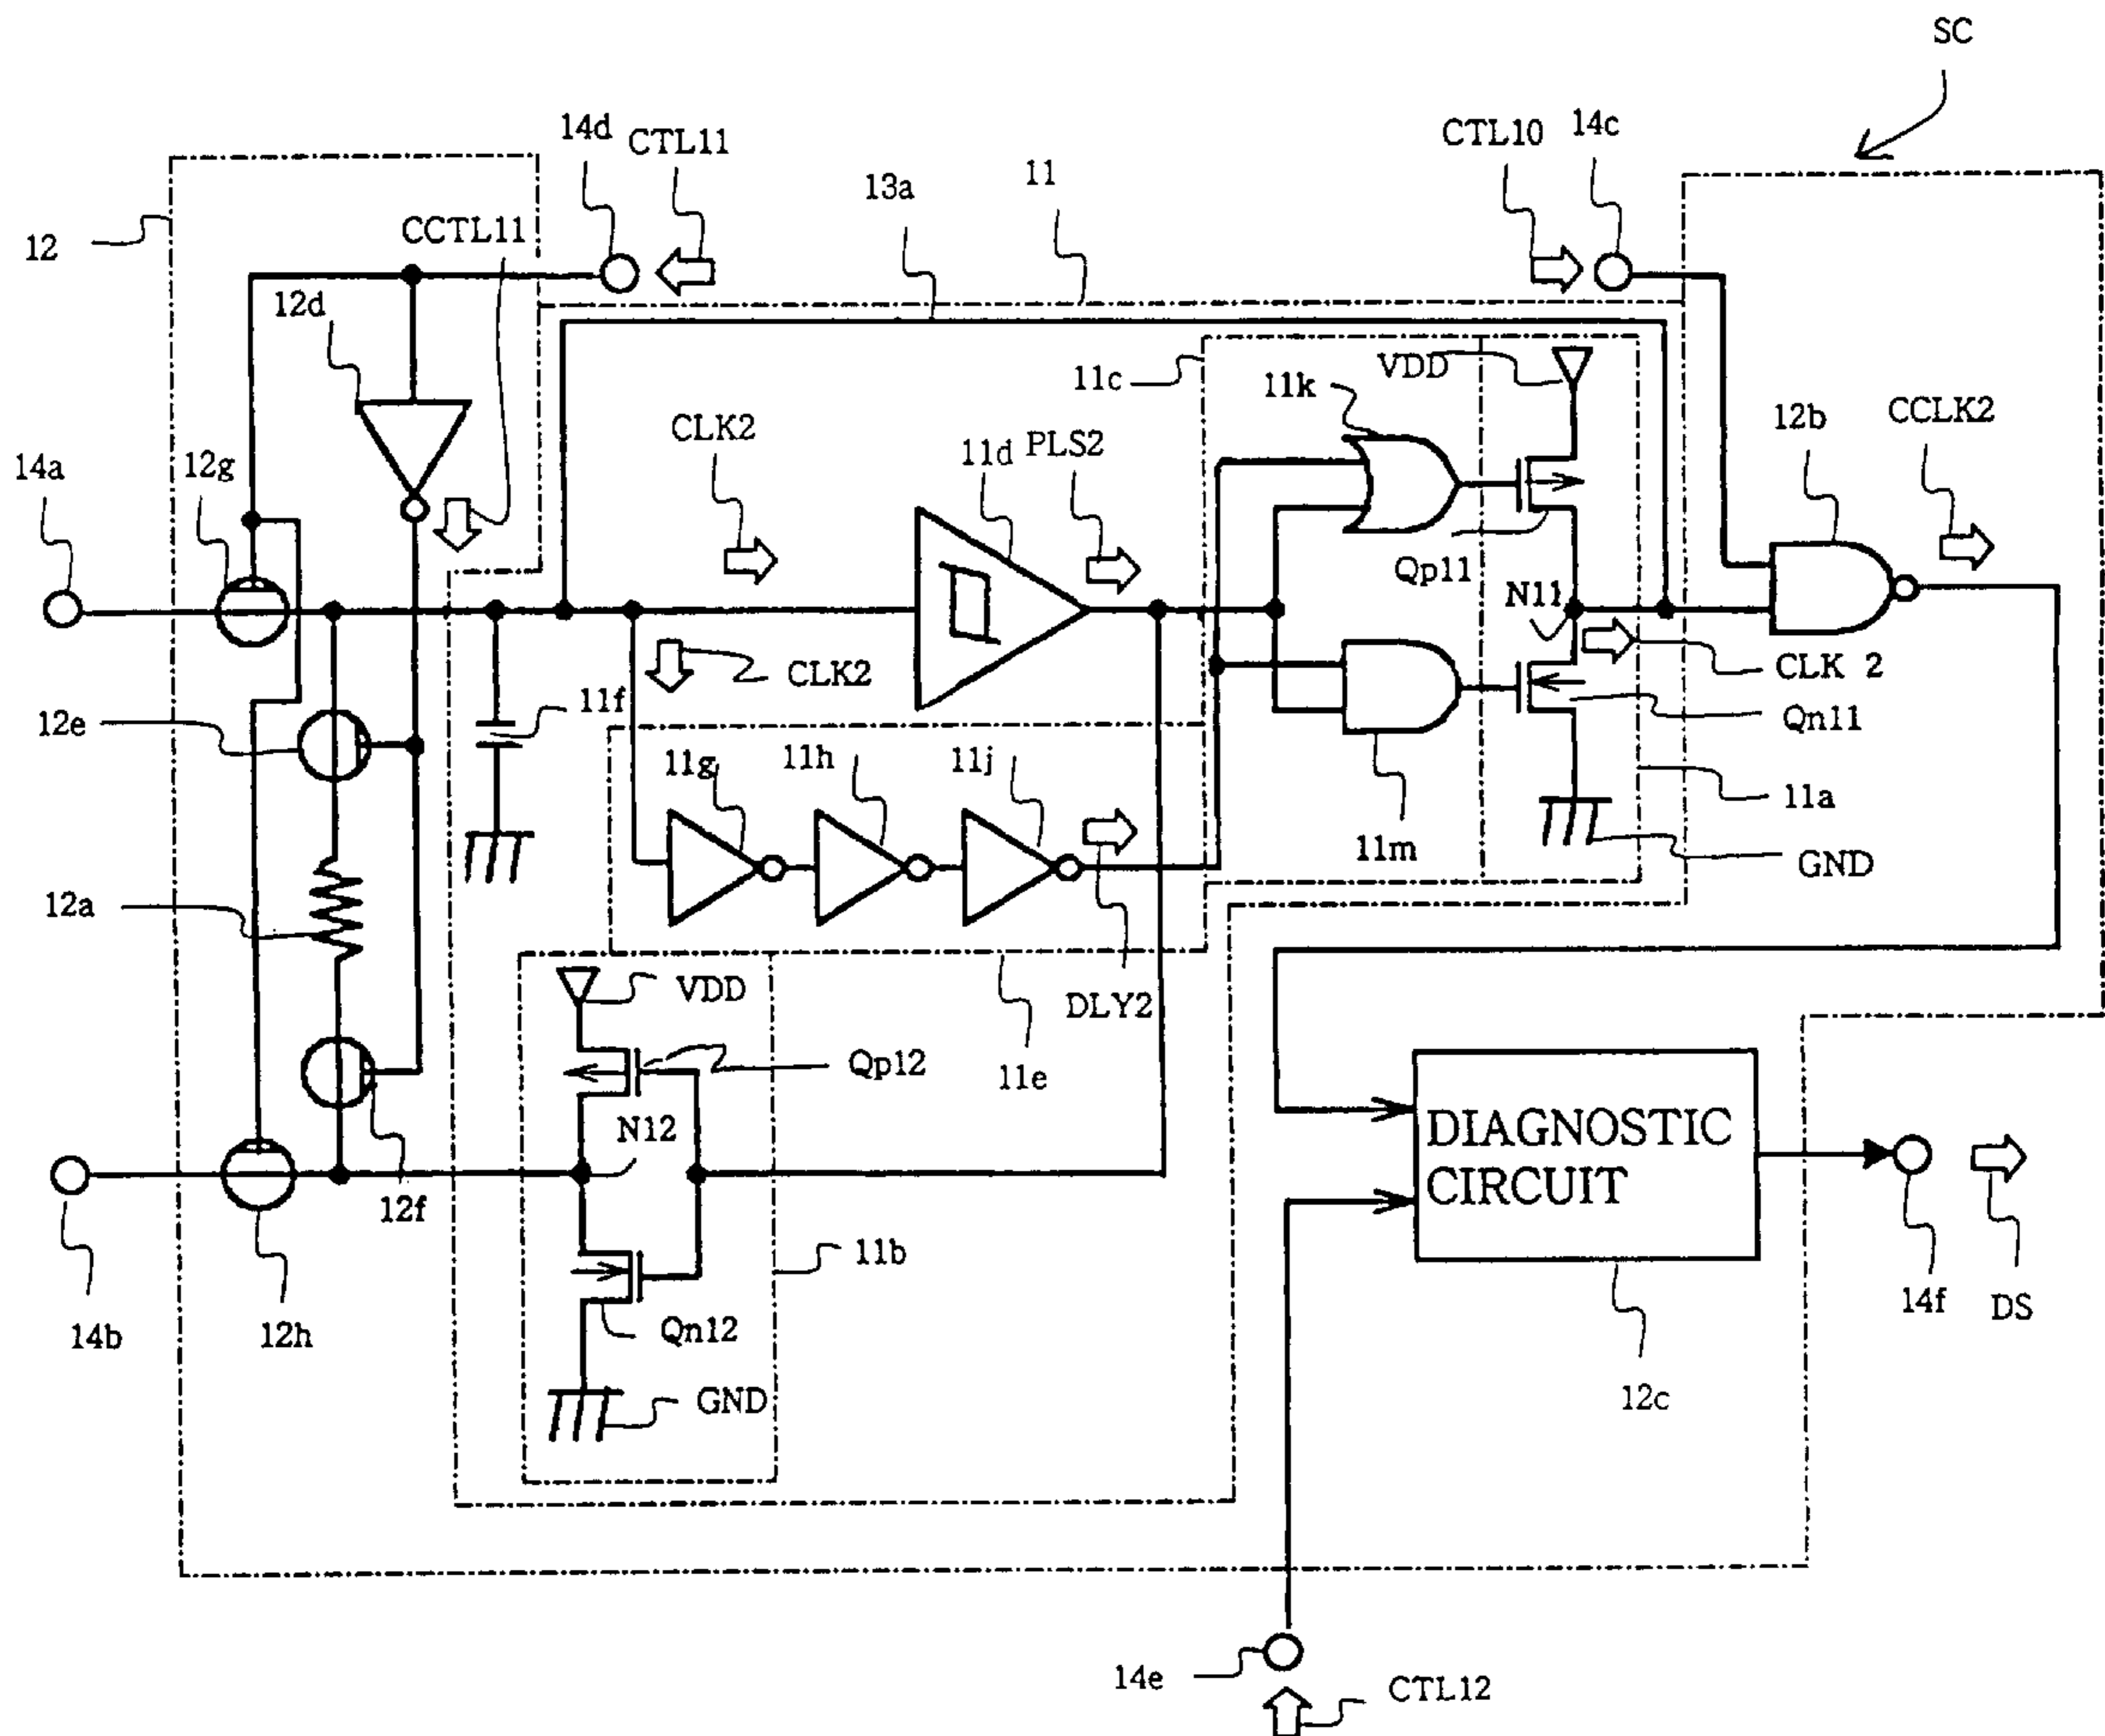 SC
14d
CTL11
CTL10
14c
13a
11
12
CCTL11
12d
11c
VDD
11k
12b
CCLK2
CLK2
11d
PLS2
14a
12g
Qp11
N11
CLK2
CLK 2
11f
12e
Qn11
11g
11h
11j
11a
11m
GND
12a
VDD
DLY2
Qp12
11e
N12
DIAGNOSTIC
CIRCUIT
12f
11b
14b
12h
Qn12
14f
DS
GND
12c
14e
CTL12